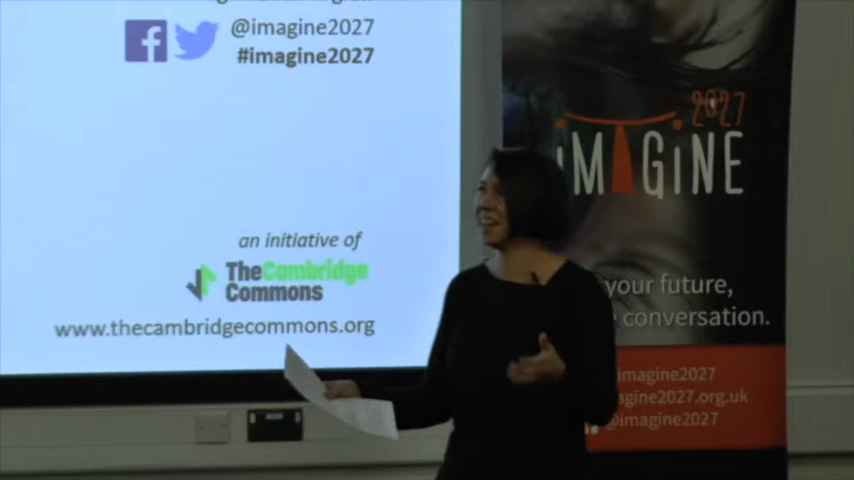 @imagine2027
#imagine2027
an initiative of
TheCambridge
Commons
www.thecambridgecommons.org
2027
iMAGiNE
your future,
conversation.
imagine2027
agine2027.org.uk
@imagine2027